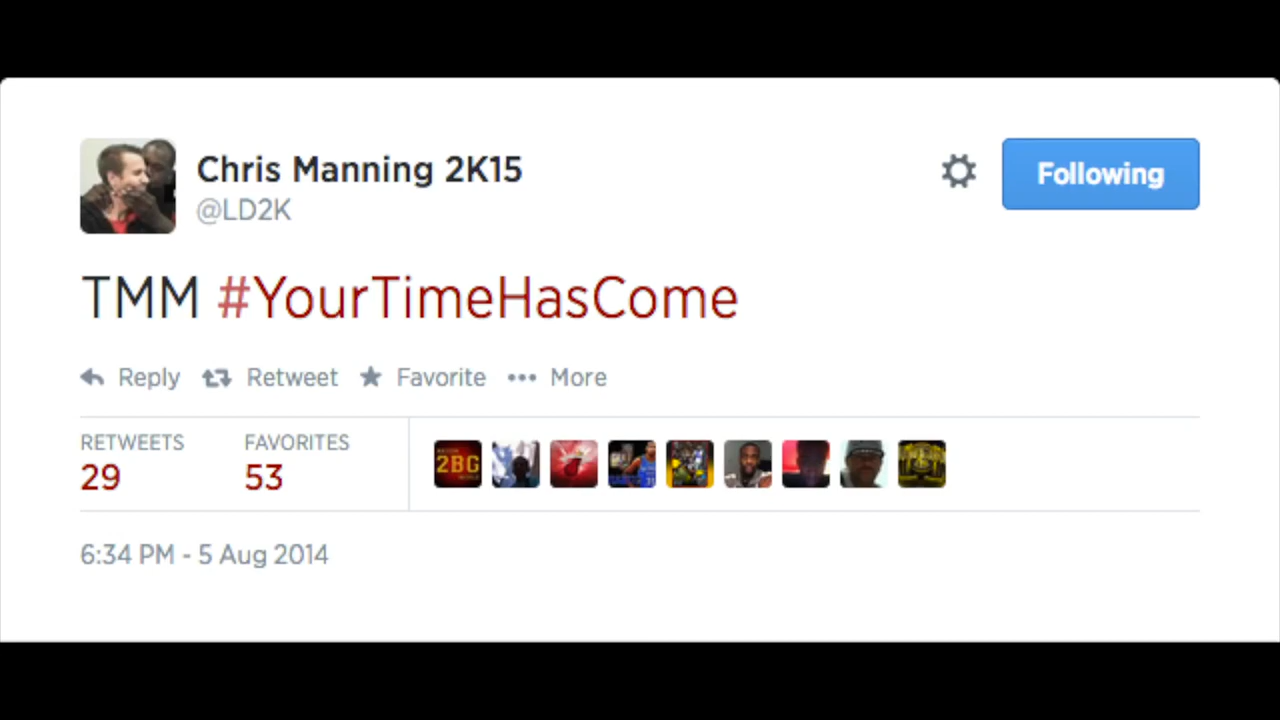 Chris Manning 2K15
@LD2K
Following
TMM #YourTimeHasCome
Reply Retweet Favorite More
RETWEETS FAVORITES
29 53
2BG
6:34 PM - 5 Aug 2014